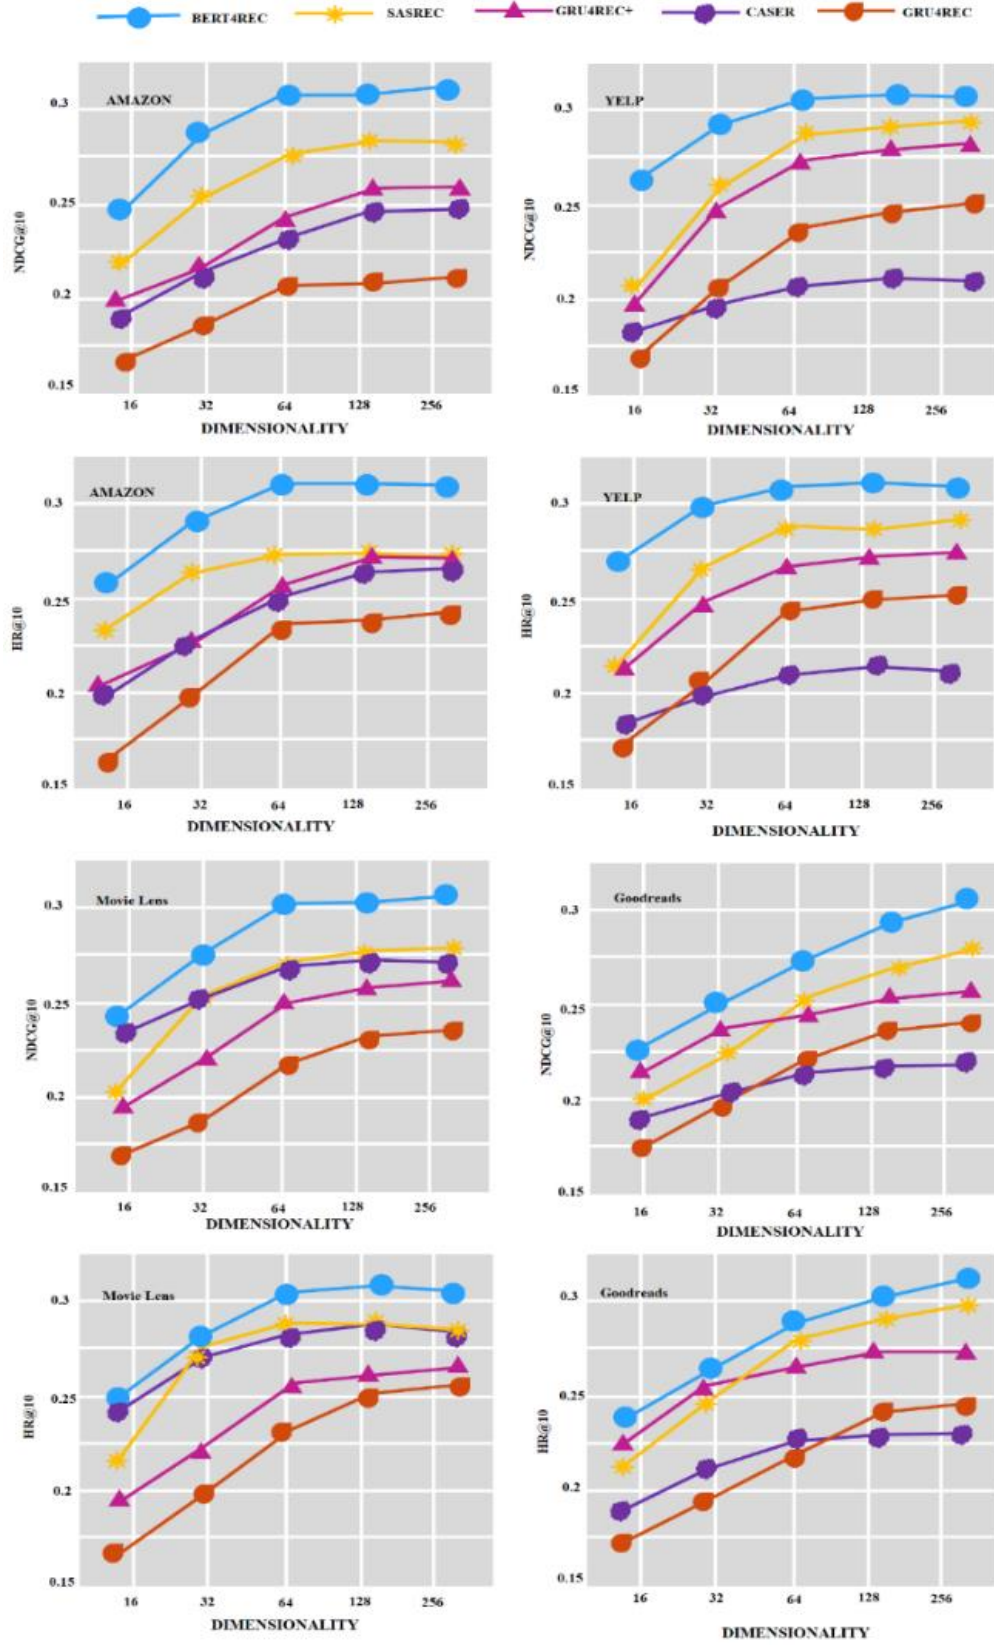 BERT4REC SASREC GRU4REC+ CASER GRU4REC
AMAZON
NDCG@10
0.3
0.25
0.2
0.15
16 32 64 128 256
DIMENSIONALITY
YELP
NDCG@10
0.3
0.25
0.2
0.15
16 32 64 128 256
DIMENSIONALITY
AMAZON
HR@10
0.3
0.25
0.2
0.15
16 32 64 128 256
DIMENSIONALITY
YELP
HR@10
0.3
0.25
0.2
0.15
16 32 64 128 256
DIMENSIONALITY
Movie Lens
NDCG@10
0.3
0.25
0.2
0.15
16 32 64 128 256
DIMENSIONALITY
Goodreads
NDCG@10
0.3
0.25
0.2
0.15
16 32 64 128 256
DIMENSIONALITY
Movie Lens
HR@10
0.3
0.25
0.2
0.15
16 32 64 128 256
DIMENSIONALITY
Goodreads
HR@10
0.3
0.25
0.2
0.15
16 32 64 128 256
DIMENSIONALITY